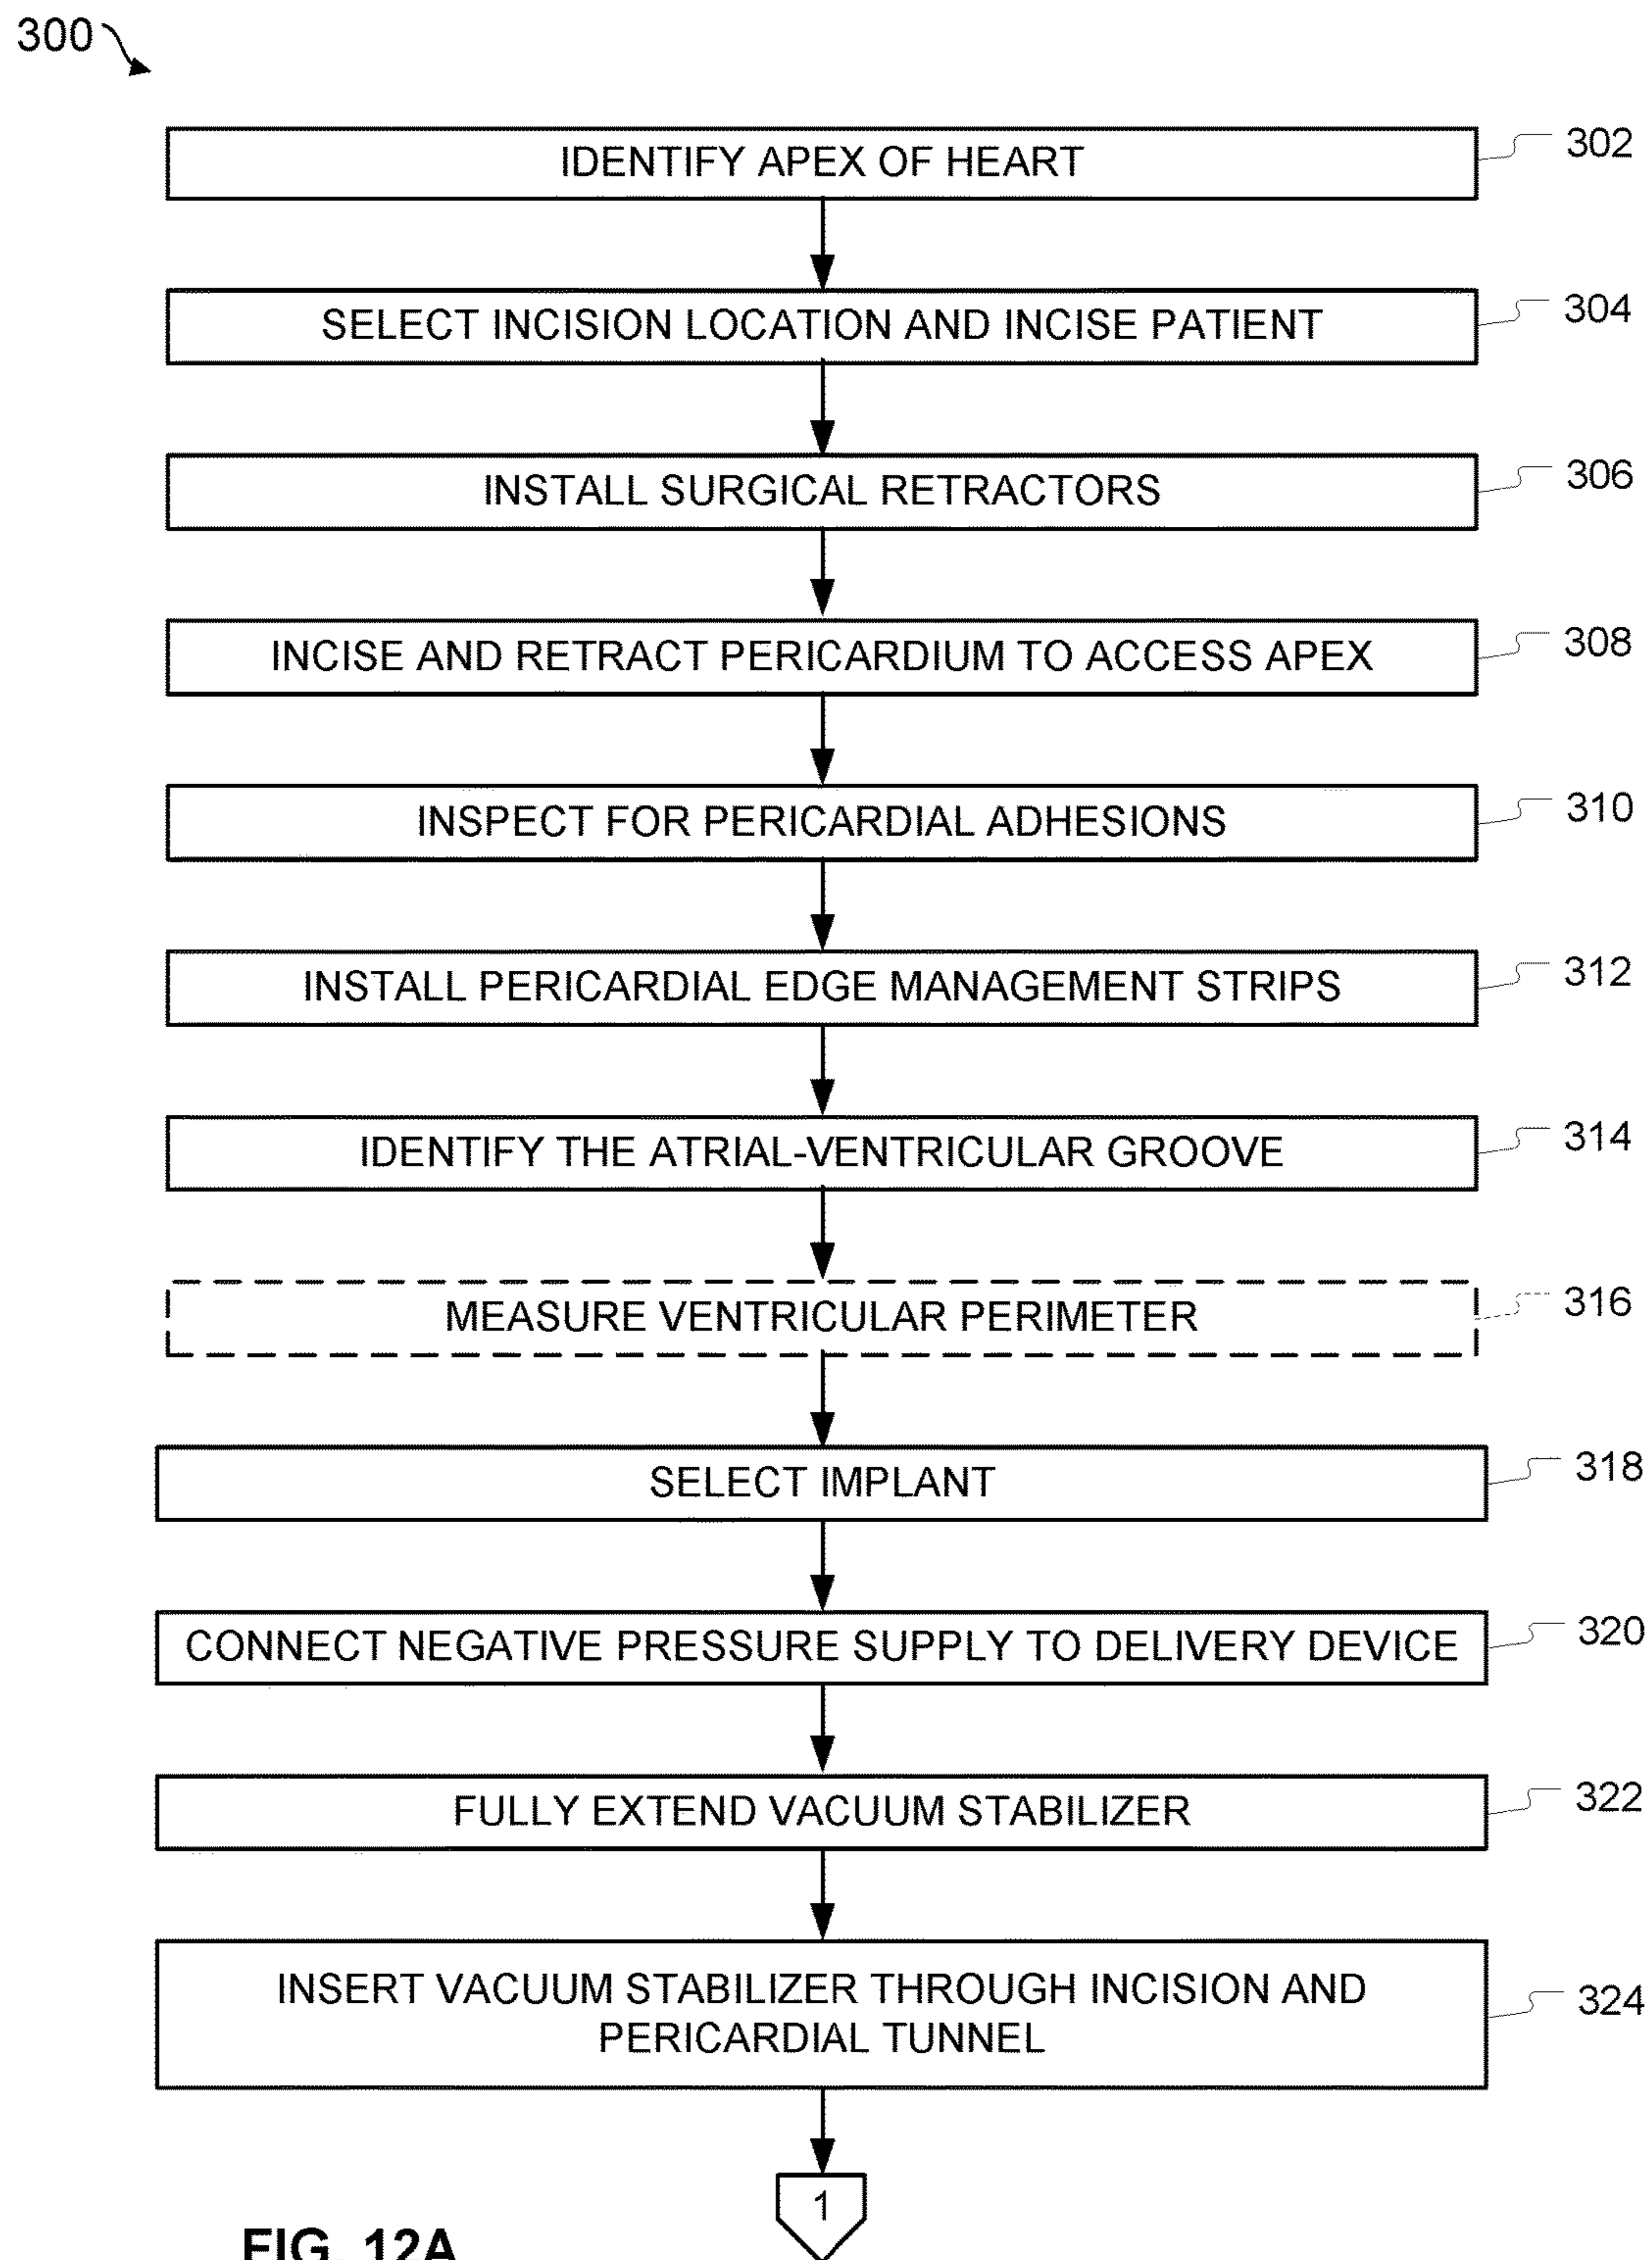 300
IDENTIFY APEX OF HEART
302
SELECT INCISION LOCATION AND INCISE PATIENT
304
INSTALL SURGICAL RETRACTORS
306
INCISE AND RETRACT PERICARDIUM TO ACCESS APEX
308
INSPECT FOR PERICARDIAL ADHESIONS
310
INSTALL PERICARDIAL EDGE MANAGEMENT STRIPS
312
IDENTIFY THE ATRIAL-VENTRICULAR GROOVE
314
MEASURE VENTRICULAR PERIMETER
316
SELECT IMPLANT
318
CONNECT NEGATIVE PRESSURE SUPPLY TO DELIVERY DEVICE
320
FULLY EXTEND VACUUM STABILIZER
322
INSERT VACUUM STABILIZER THROUGH INCISION AND
PERICARDIAL TUNNEL
324
1
FIG. 12A